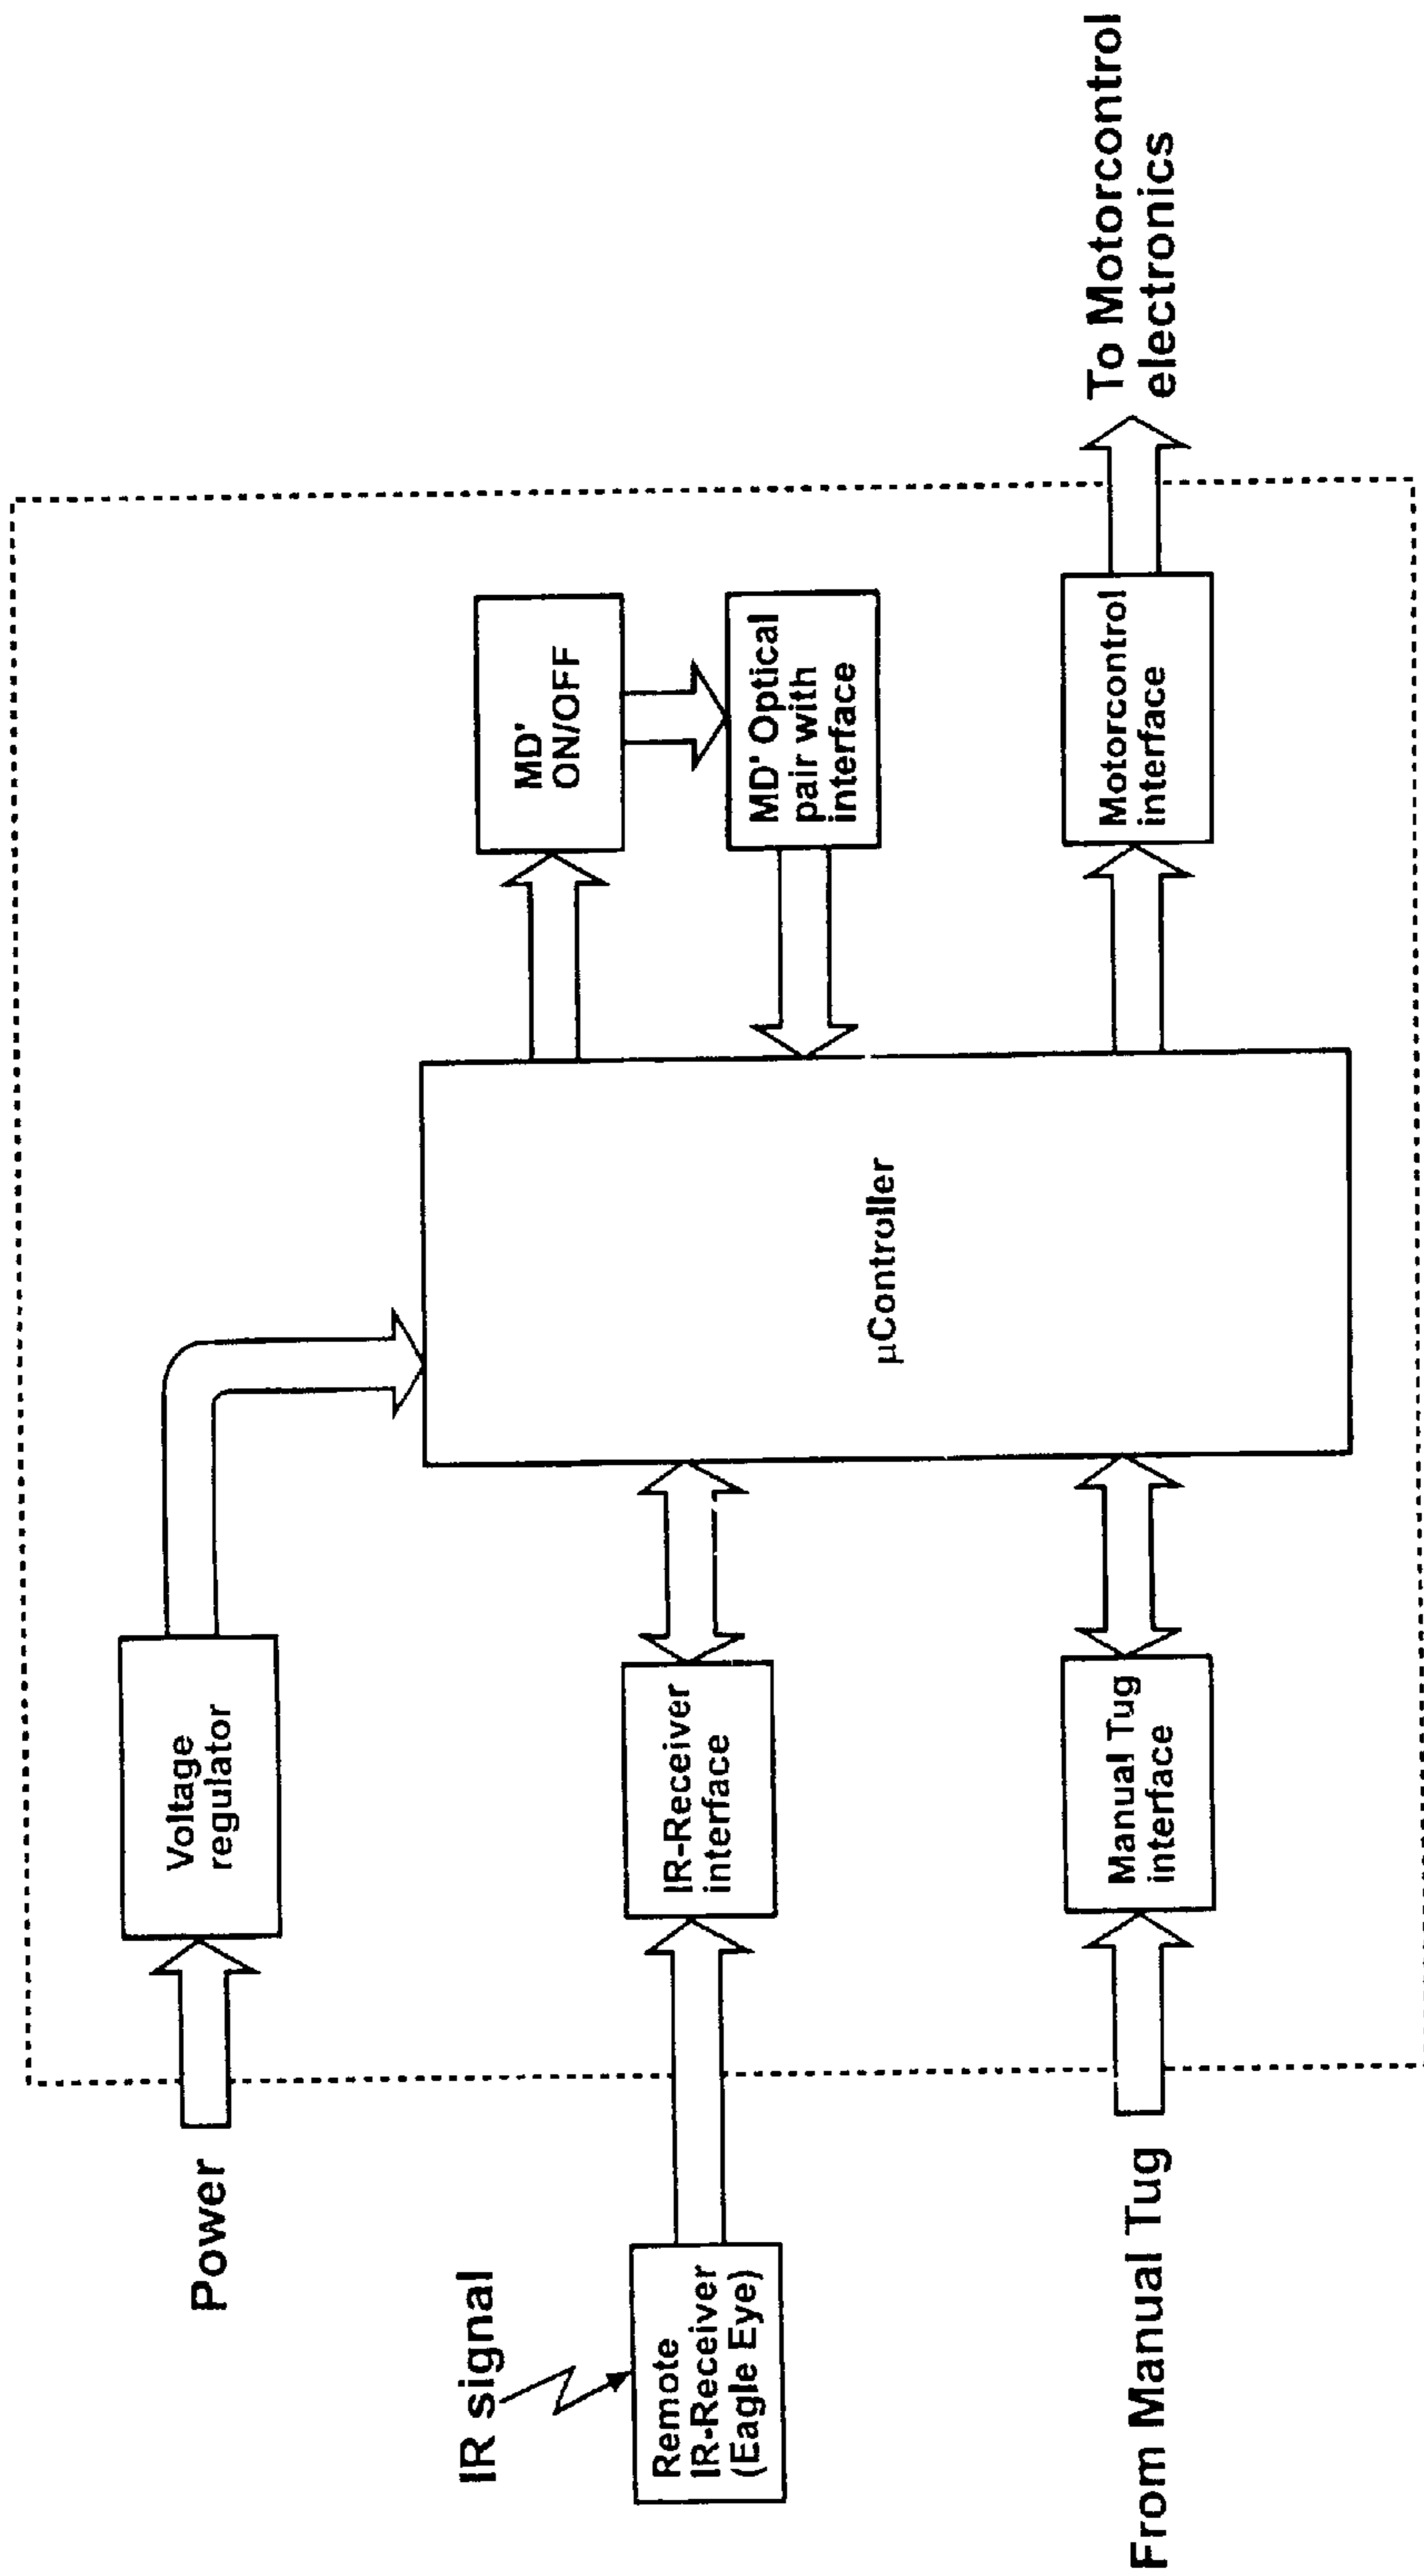 Power
Voltage
regulator
IR signal
Remote
IR-Receiver
(Eagle Eye)
IR-Receiver
interface
From Manual Tug
Manual Tug
interface
µController
MD'
ON/OFF
MD' Optical
pair with
interface
Motorcontrol
interface
To Motorcontrol
electronics